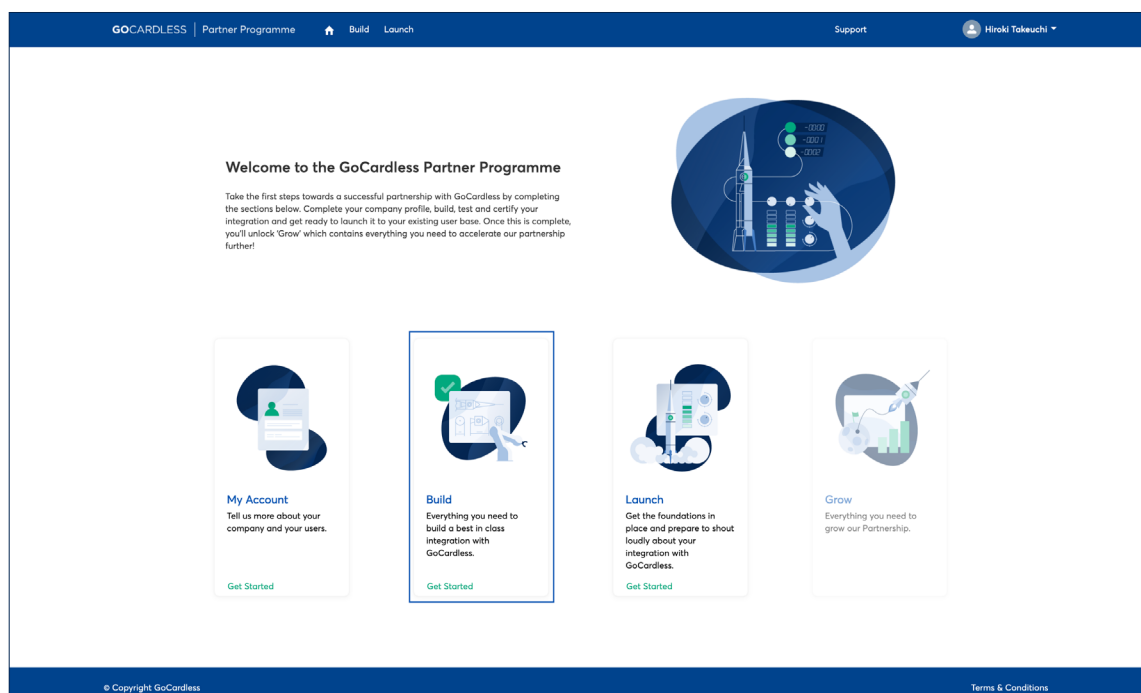 GOCARDLESS | Partner Programme Build Launch Support Hiroki Takeuchi
-00:00
-00:01
-00:02
Welcome to the GoCardless Partner Programme
Take the first steps towards a successful partnership with GoCardless by completing
the sections below. Complete your company profile, build, test and certify your
integration and get ready to launch it to your existing user base. Once this is complete,
you'll unlock 'Grow' which contains everything you need to accelerate our partnership
further!
My Account
Tell us more about your
company and your users.
Get Started
Build
Everything you need to
build a best in class
integration with
GoCardless.
Get Started
Launch
Get the foundations in
place and prepare to shout
loudly about your
integration with
GoCardless.
Get Started
Grow
Everything you need to
grow our Partnership.
© Copyright GoCardless Terms & Conditions